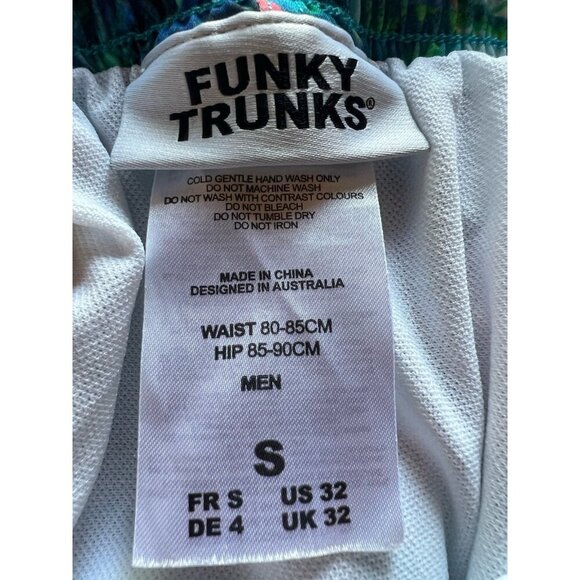 FUNKY
TRUNKS®
COLD GENTLE HAND WASH ONLY
DO NOT MACHINE WASH
DO NOT WASH WITH CONTRAST COLOURS
DO NOT BLEACH
DO NOT TUMBLE DRY
DO NOT IRON
MADE IN CHINA
DESIGNED IN AUSTRALIA
WAIST 80-85CM
HIP 85-90CM
MEN
S
FR S US 32
DE 4 UK 32